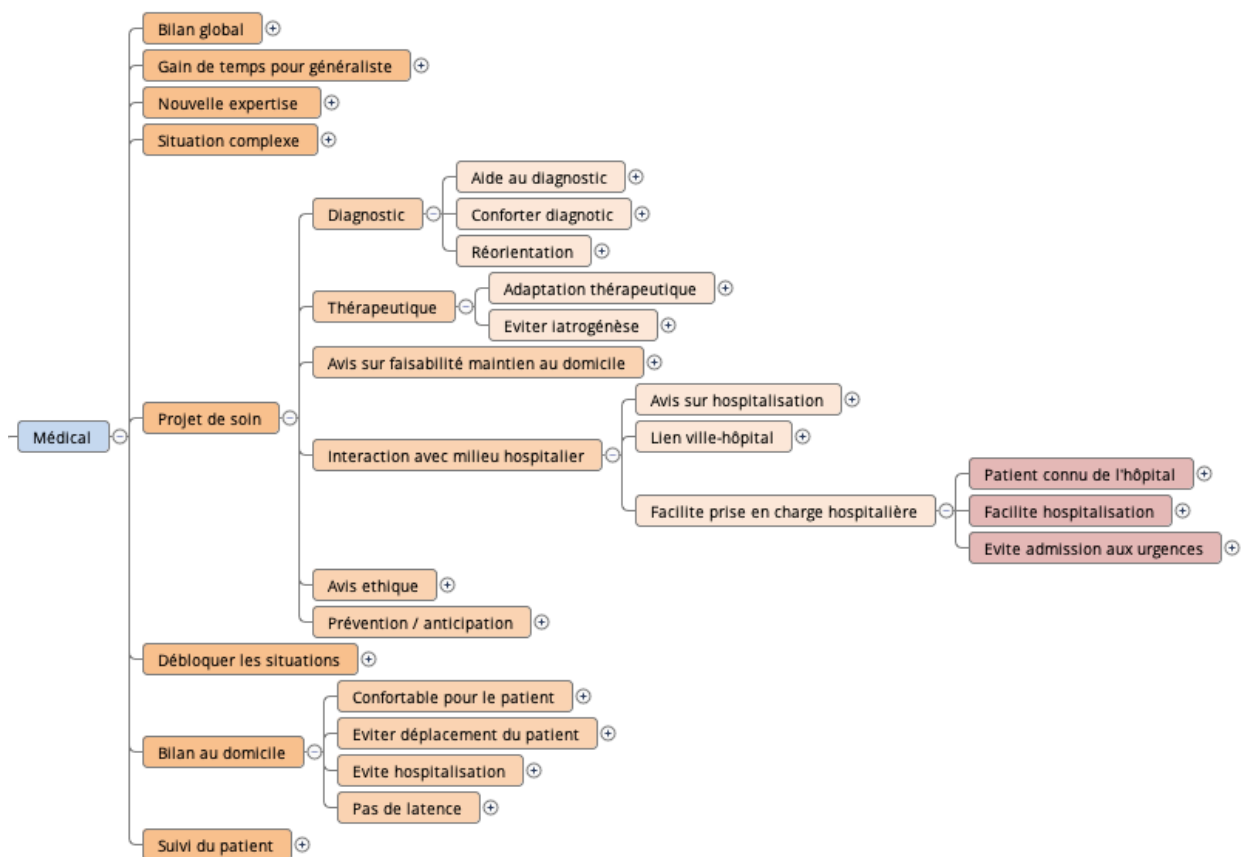 Bilan global
Gain de temps pour généraliste
Nouvelle expertise
Situation complexe
Aide au diagnostic
Diagnostic
Conforter diagnotic
Réorientation
Adaptation thérapeutique
Thérapeutique
Eviter iatrogénèse
Avis sur faisabilité maintien au domicile
Avis sur hospitalisation
Projet de soin
Médical
Lien ville-hôpital
Interaction avec milieu hospitalier
Patient connu de l'hôpital
Facilite prise en charge hospitalière
Facilite hospitalisation
Evite admission aux urgences
Avis ethique
Prévention / anticipation
Débloquer les situations
Confortable pour le patient
Eviter déplacement du patient
Bilan au domicile
Evite hospitalisation
Pas de latence
Suivi du patient